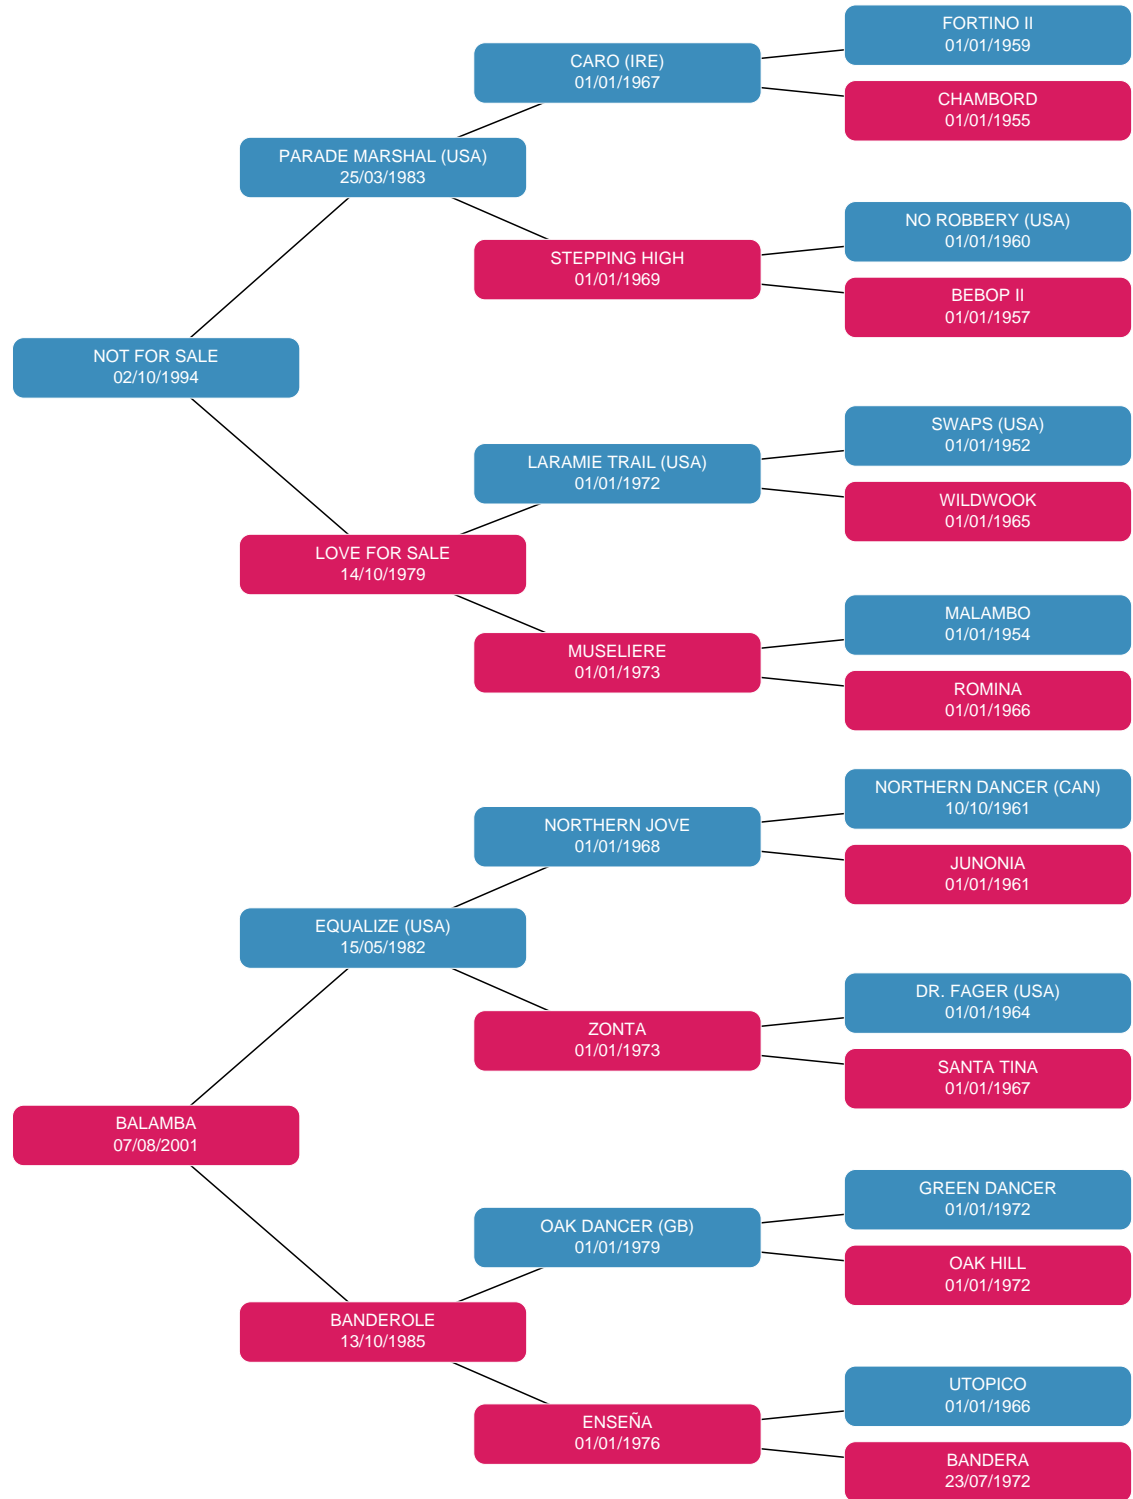 FORTINO II
01/01/1959
CARO (IRE)
01/01/1967
CHAMBORD
01/01/1955
PARADE MARSHAL (USA)
25/03/1983
NO ROBBERY (USA)
01/01/1960
STEPPING HIGH
01/01/1969
BEBOP II
01/01/1957
NOT FOR SALE
02/10/1994
SWAPS (USA)
01/01/1952
LARAMIE TRAIL (USA)
01/01/1972
WILDWOOK
01/01/1965
LOVE FOR SALE
14/10/1979
MALAMBO
01/01/1954
MUSELIERE
01/01/1973
ROMINA
01/01/1966
NORTHERN DANCER (CAN)
10/10/1961
NORTHERN JOVE
01/01/1968
JUNONIA
01/01/1961
EQUALIZE (USA)
15/05/1982
DR. FAGER (USA)
01/01/1964
ZONTA
01/01/1973
SANTA TINA
01/01/1967
BALAMBA
07/08/2001
GREEN DANCER
01/01/1972
OAK DANCER (GB)
01/01/1979
OAK HILL
01/01/1972
BANDEROLE
13/10/1985
UTOPICO
01/01/1966
ENSEÑA
01/01/1976
BANDERA
23/07/1972